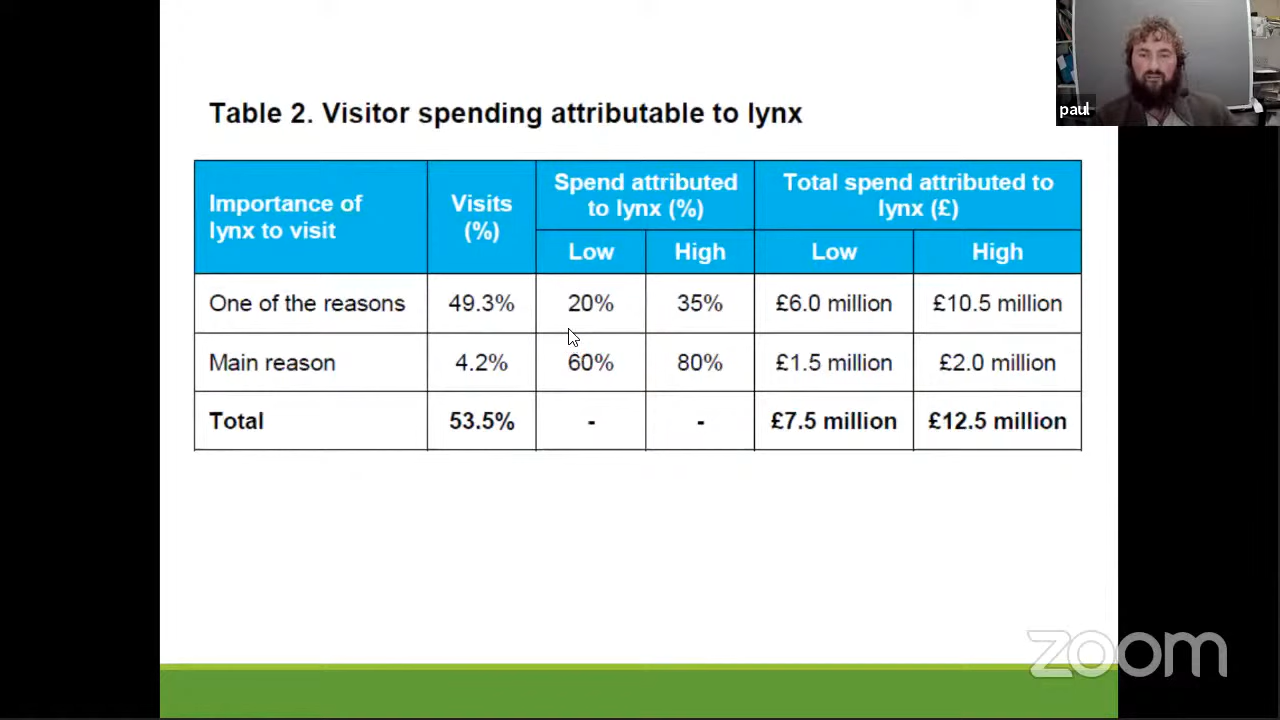 paul
Table 2. Visitor spending attributable to lynx
Importance of lynx to visit Visits (%) Spend attributed to lynx (%) Total spend attributed to lynx (£)
Low High Low High
One of the reasons 49.3% 20% 35% £6.0 million £10.5 million
Main reason 4.2% 60% 80% £1.5 million £2.0 million
Total 53.5% - - £7.5 million £12.5 million
zoom